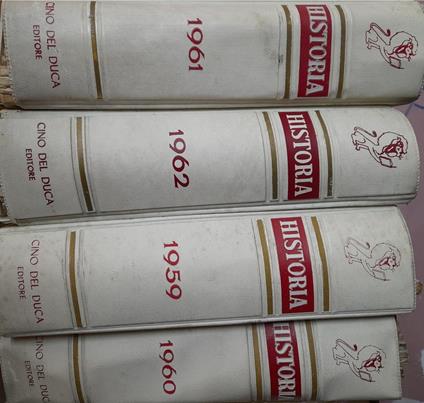 CINO DEL DUCA
EDITORE
1961
HISTORIA
CINO DEL DUCA
EDITORE
1962
HISTORIA
CINO DEL DUCA
EDITORE
1959
HISTORIA
CINO DEL DUCA
EDITORE
1960
HISTORIA